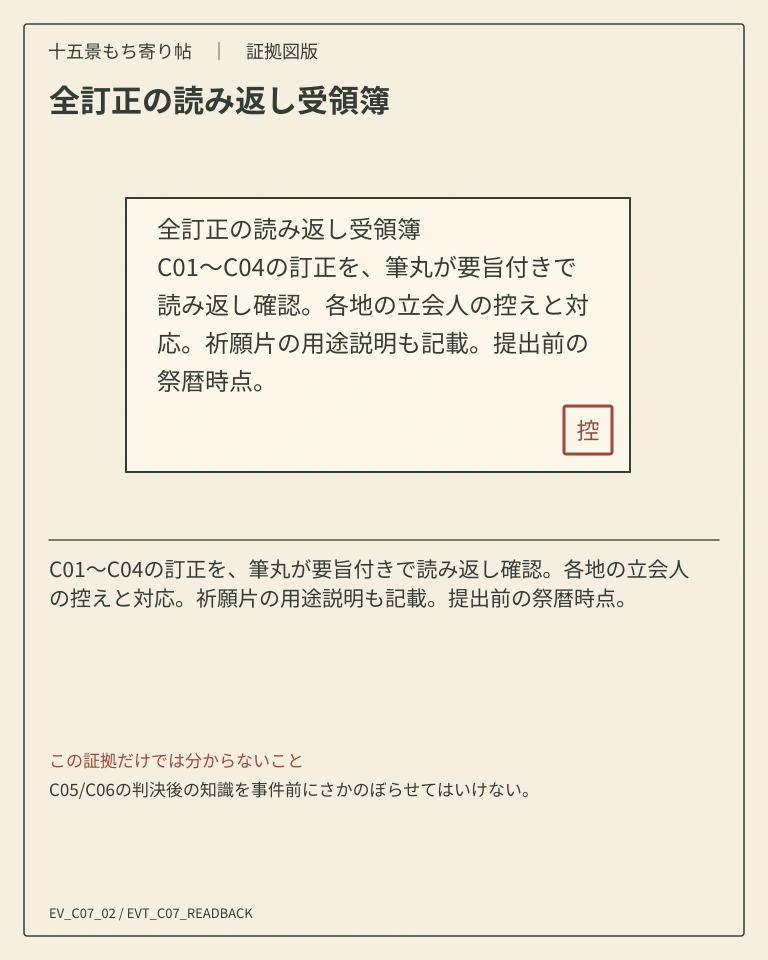 十五景もち寄り帖 | 証拠図版
全訂正の読み返し受領簿
全訂正の読み返し受領簿
C01〜C04の訂正を、筆丸が要旨付きで
読み返し確認。各地の立会人の控えと対
応。祈願片の用途説明も記載。提出前の
祭暦時点。
控
C01〜C04の訂正を、筆丸が要旨付きで読み返し確認。各地の立会人
の控えと対応。祈願片の用途説明も記載。提出前の祭暦時点。
この証拠だけでは分からないこと
C05/C06の判決後の知識を事件前にさかのぼらせてはいけない。
EV_C07_02 / EVT_C07_READBACK